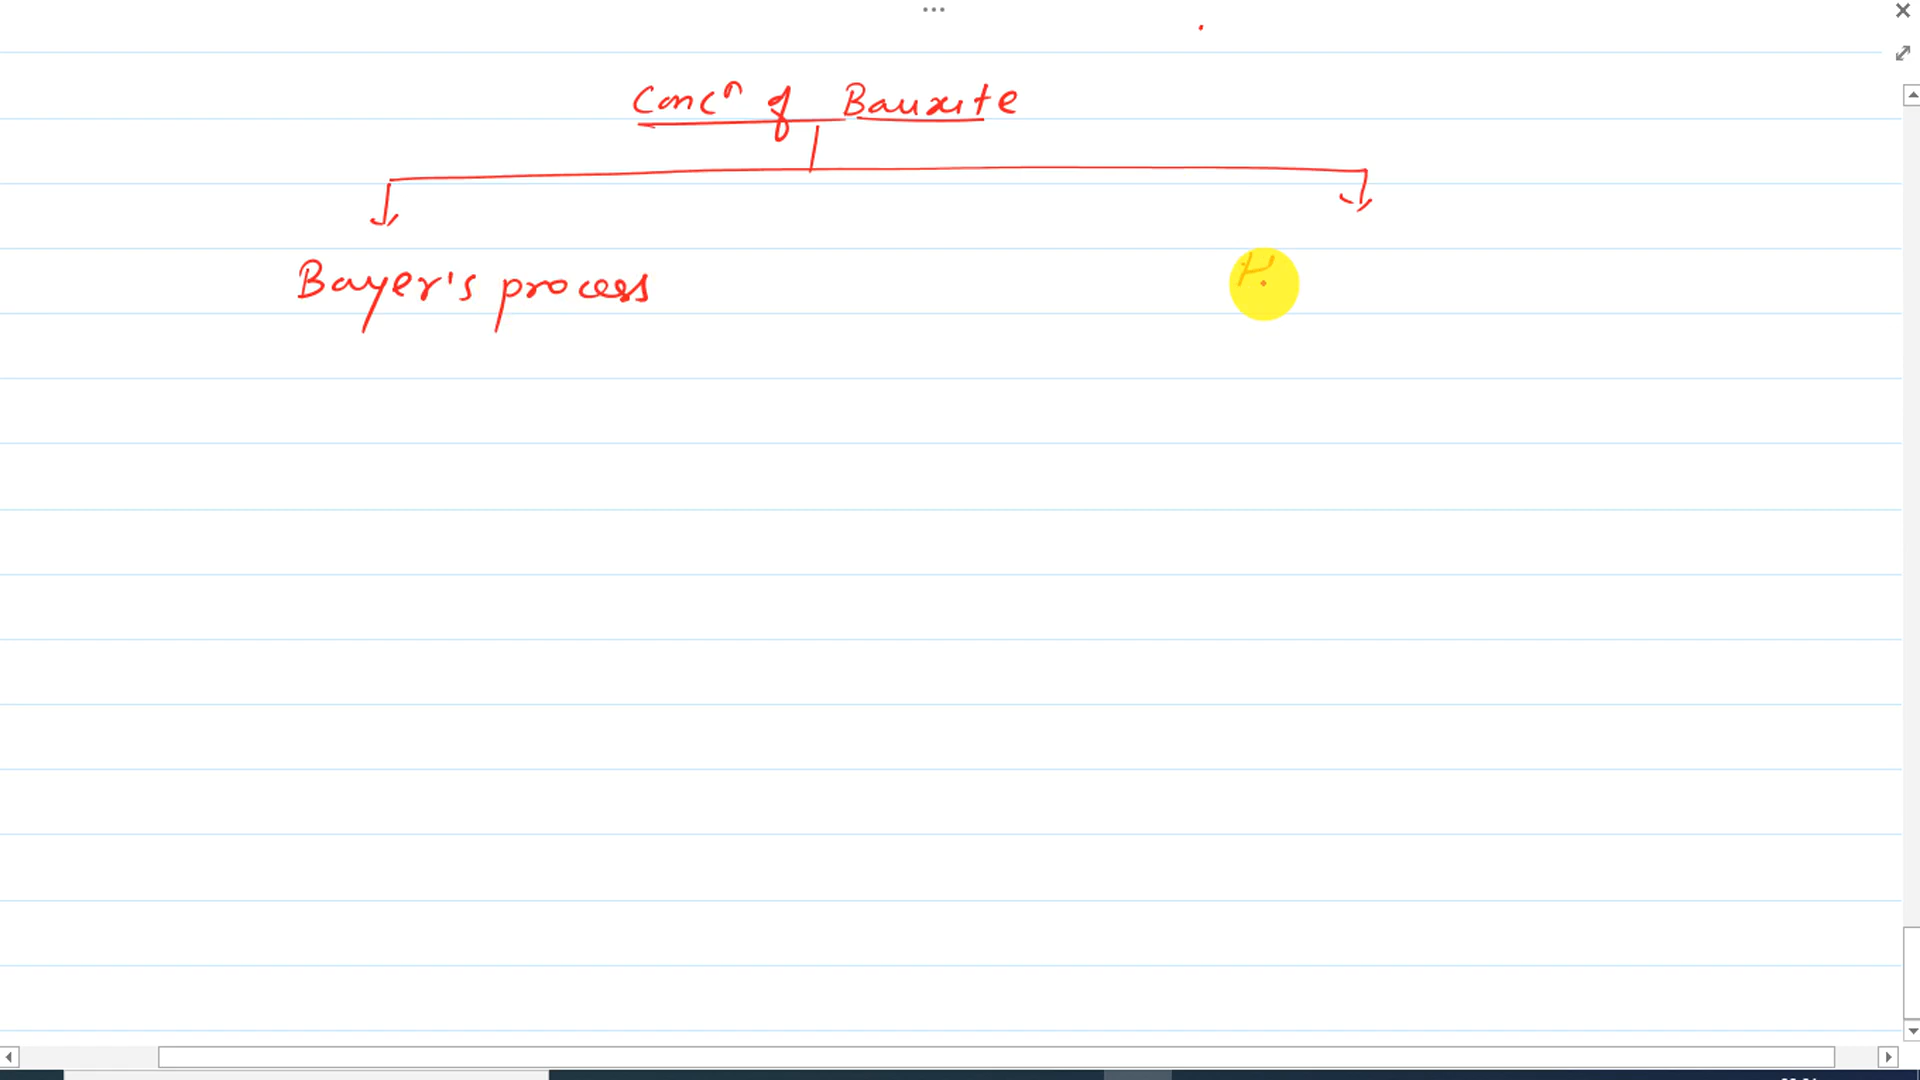 Concⁿ of Bauxite
Bayer's process
H